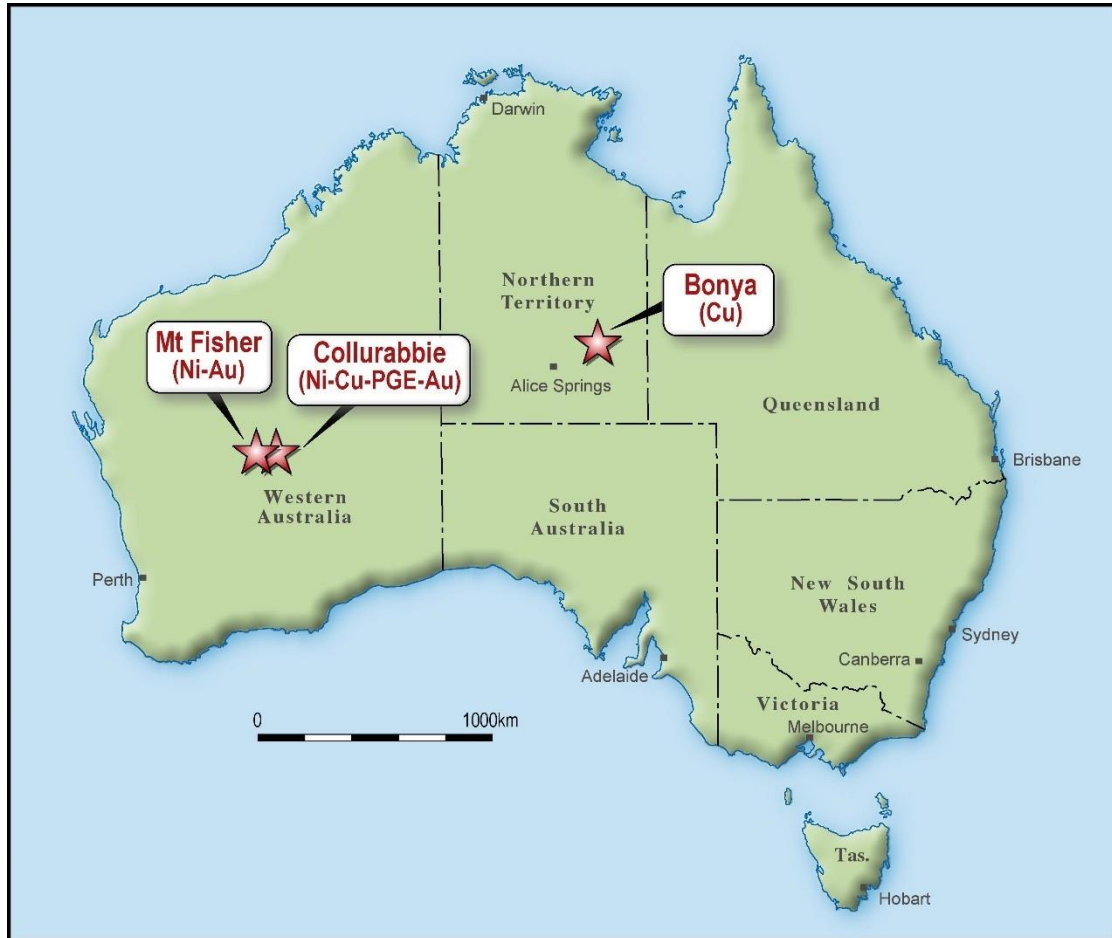 Darwin
Northern
Territory
Bonya
(Cu)
Mt Fisher
(Ni-Au)
Collurabbie
(Ni-Cu-PGE-Au)
Alice Springs
Queensland
Brisbane
Western
Australia
South
Australia
Perth
New South
Wales
Sydney
Adelaide
Canberra
Victoria
Melbourne
0
1000km
Tas.
Hobart